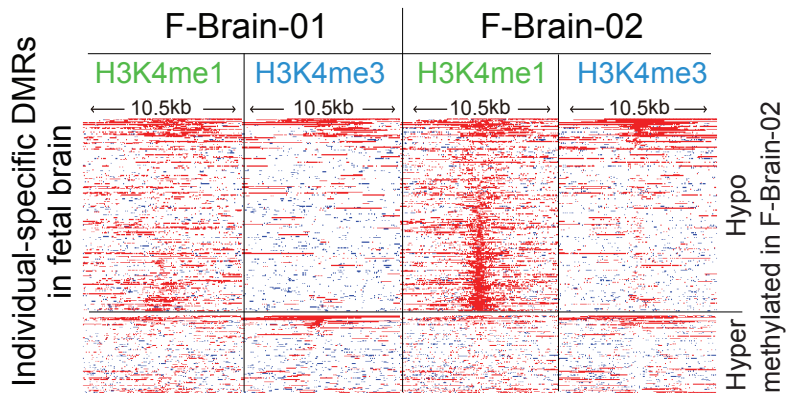 F-Brain-01
F-Brain-02
H3K4me1
H3K4me3
H3K4me1
H3K4me3
10.5kb
10.5kb
10.5kb
10.5kb
Individual-specific DMRs
in fetal brain
Hypo
Hyper
methylated in F-Brain-02